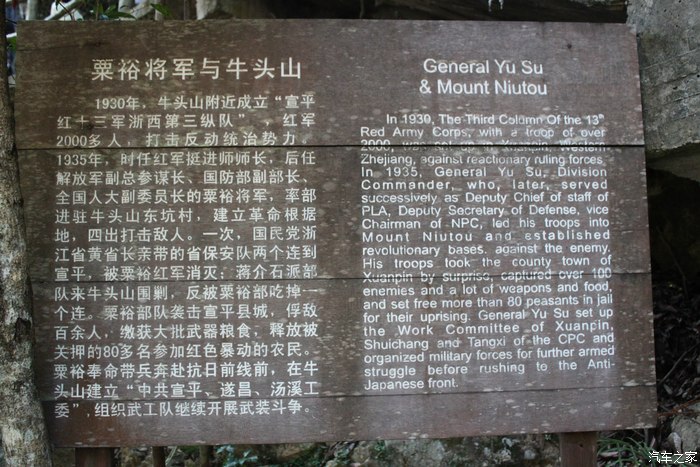 粟裕将军与牛头山
1930年，牛头山附近成立“宣平
红十三军浙西第三纵队”，红军
2000多人，打击反动统治势力。
1935年，时任红军挺进师师长，后任
解放军副总参谋长、国防部副部长、
全国人大副委员长的粟裕将军，率部
进驻牛头山东坑村，建立革命根据
地，四出打击敌人。一次，国民党浙
江省黄省长亲带的省保安队两个连到
宣平，被粟裕红军消灭；蒋介石派部
队来牛头山围剿，反被粟裕部吃掉一
个连。粟裕部队袭击宣平县城，俘敌
百余人，缴获大批武器粮食，释放被
关押的80多名参加红色暴动的农民。
粟裕奉命带兵奔赴抗日前线前，在牛
头山建立“中共宣平、遂昌、汤溪工
委”，组织武工队继续开展武装斗争。
General Yu Su
& Mount Niutou
In 1930, The Third Column Of the 13th
Red Army Corps, with a troop of over
2000, was set up in Xuanpin, Western
Zhejiang, against reactionary ruling forces.
In 1935, General Yu Su, Division
Commander, who, later, served
successively as Deputy Chief of staff of
PLA, Deputy Secretary of Defense, vice
Chairman of NPC, led his troops into
Mount Niutou and established
revolutionary bases, against the enemy.
His troops took the county town of
Xuanpin by surprise, captured over 100
enemies and a lot of weapons and food,
and set free more than 80 peasants in jail
for their uprising. General Yu Su set up
the Work Committee of Xuanpin,
Shuichang and Tangxi of the CPC and
organized military forces for further armed
struggle before rushing to the Anti-
Japanese front.
汽车之家